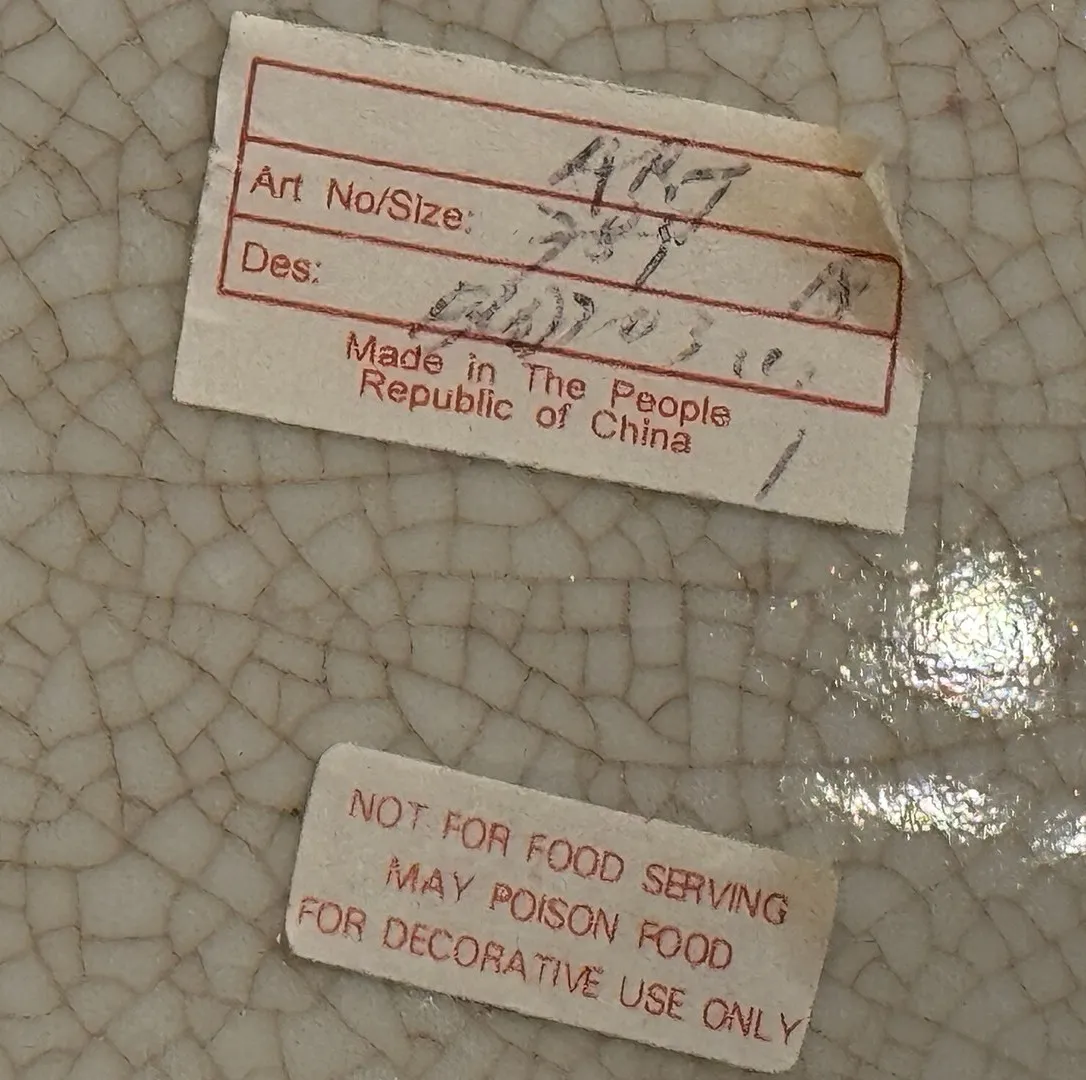 Art No/Size:
Des:
Made in The People
Republic of China
NOT FOR FOOD SERVING
MAY POISON FOOD
FOR DECORATIVE USE ONLY